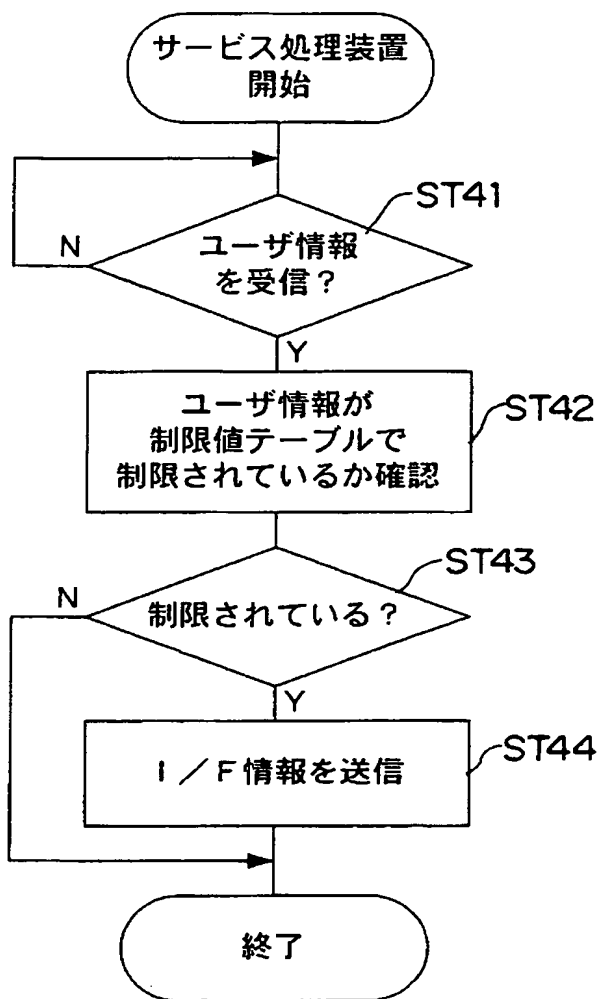 サービス処理装置
開始
ST41
N
ユーザ情報
を受信？
Y
ユーザ情報が
制限値テーブルで
制限されているか確認
ST42
ST43
N
制限されている？
Y
I／F情報を送信
ST44
終了